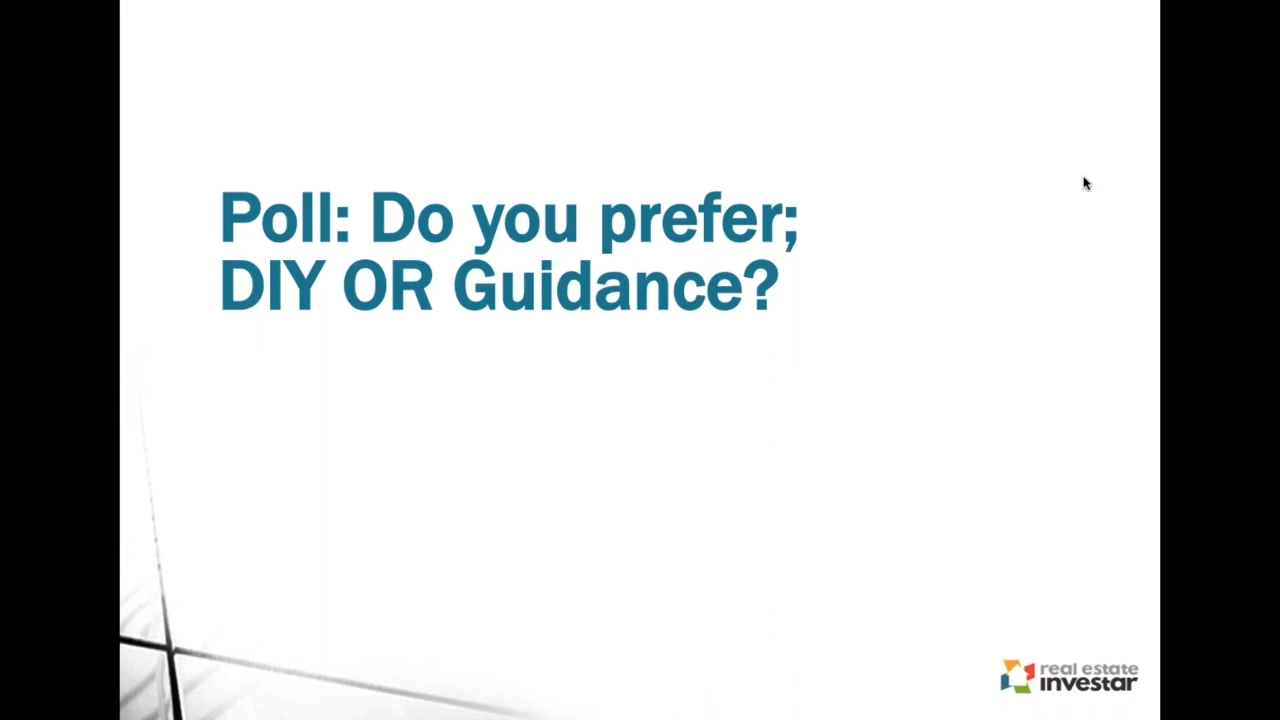 Poll: Do you prefer;
DIY OR Guidance?
real estate
investar